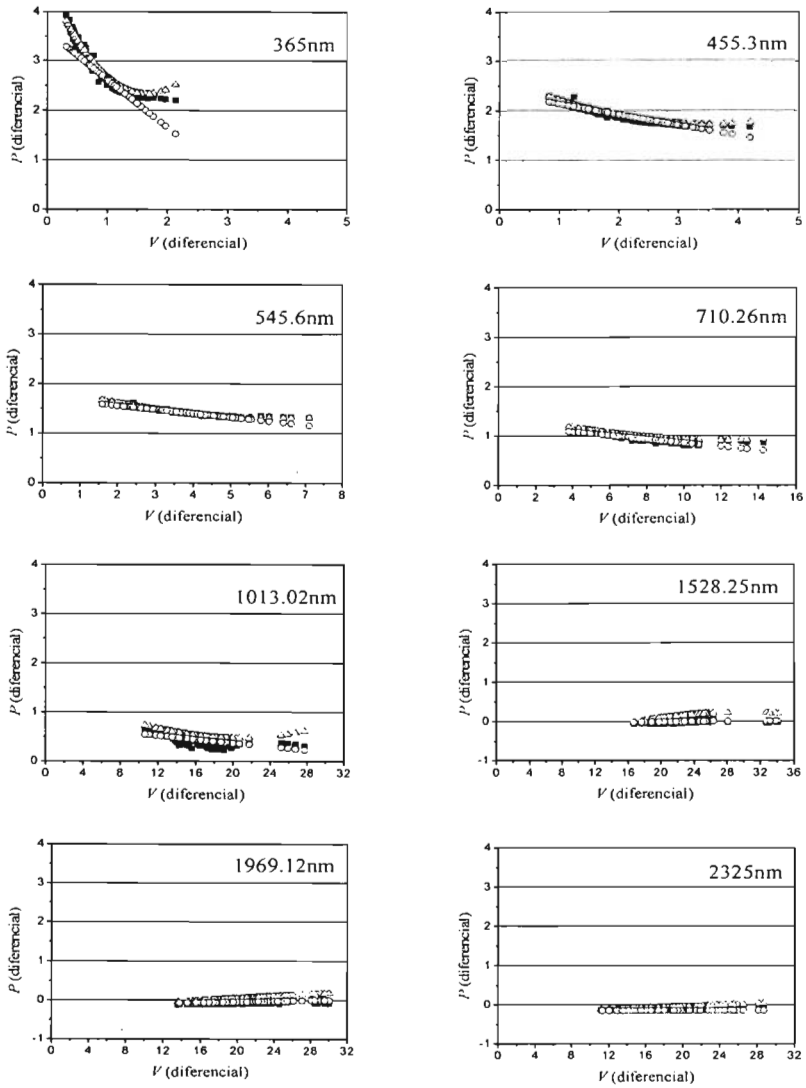 4
3
2
1
0
P (diferencial)
365nm
0 1 2 3 4 5
V (diferencial)
4
3
2
1
0
P (diferencial)
455.3nm
0 1 2 3 4 5
V (diferencial)
4
3
2
1
0
P (diferencial)
545.6nm
0 1 2 3 4 5 6 7 8
V (diferencial)
4
3
2
1
0
P (diferencial)
710.26nm
0 2 4 6 8 10 12 14 16
V (diferencial)
4
3
2
1
0
P (diferencial)
1013.02nm
0 4 8 12 16 20 24 28 32
V (diferencial)
4
3
2
1
0
-1
P (diferencial)
1528.25nm
0 4 8 12 16 20 24 28 32 36
V (diferencial)
4
3
2
1
0
-1
P (diferencial)
1969.12nm
0 4 8 12 16 20 24 28 32
V (diferencial)
4
3
2
1
0
-1
P (diferencial)
2325nm
0 4 8 12 16 20 24 28 32
V (diferencial)